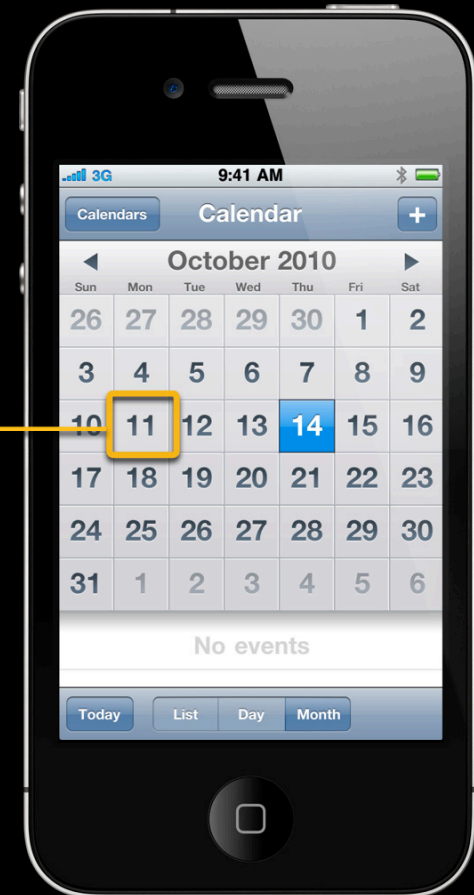 3G 9:41 AM
Calendars Calendar +
October 2010
Sun Mon Tue Wed Thu Fri Sat
26 27 28 29 30 1 2
3 4 5 6 7 8 9
10 11 12 13 14 15 16
17 18 19 20 21 22 23
24 25 26 27 28 29 30
31 1 2 3 4 5 6
No events
Today List Day Month